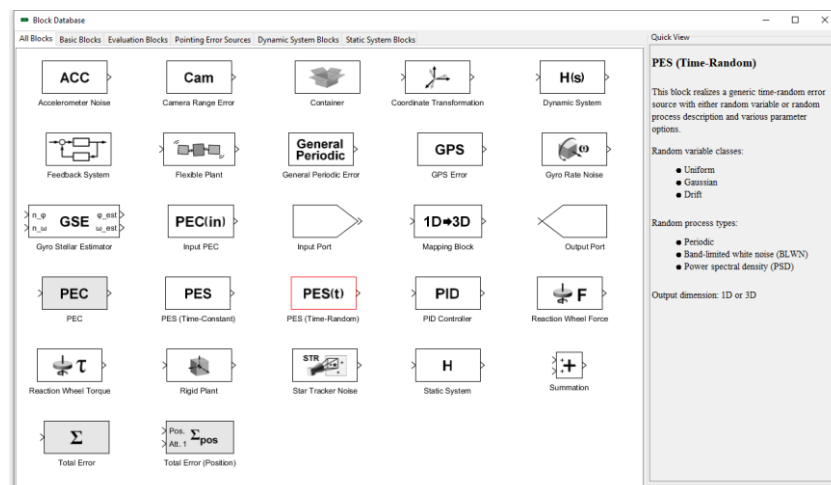 Block Database
All Blocks Basic Blocks Evaluation Blocks Pointing Error Sources Dynamic System Blocks Static System Blocks
ACC
Accelerometer Noise
Cam
Camera Range Error
Container
Coordinate Transformation
H(s)
Dynamic System
Feedback System
Flexible Plant
General
Periodic
General Periodic Error
GPS
GPS Error
ω
Gyro Rate Noise
n_φ GSE φ_est
n_ω ω_est
Gyro Stellar Estimator
PEC(in)
Input PEC
Input Port
1D➡3D
Mapping Block
Output Port
PEC
PEC
PES
PES (Time-Constant)
PES(t)
PES (Time-Random)
PID
PID Controller
F
Reaction Wheel Force
τ
Reaction Wheel Torque
Rigid Plant
STR
Star Tracker Noise
H
Static System
+
+ +
Summation
Σ
Total Error
Pos. Σpos
Att. 1
Total Error (Position)
Quick View
PES (Time-Random)
This block realizes a generic time-random error
source with either random variable or random
process description and various parameter
options.
Random variable classes:
● Uniform
● Gaussian
● Drift
Random process types:
● Periodic
● Band-limited white noise (BLWN)
● Power spectral density (PSD)
Output dimension: 1D or 3D